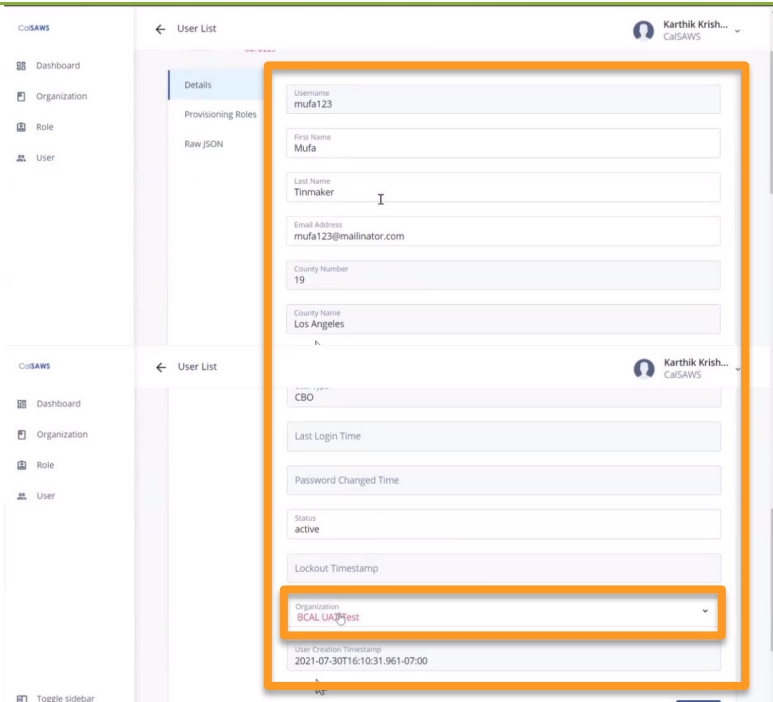 CalSAWS
User List
Karthik Krish...
CalSAWS
Dashboard
Organization
Role
User
Details
Provisioning Roles
Raw JSON
Username
mufa123
First Name
Mufa
Last Name
Tinmaker
Email Address
mufa123@mailinator.com
County Number
19
County Name
Los Angeles
CalSAWS
User List
Karthik Krish...
CalSAWS
Dashboard
Organization
Role
User
CBO
Last Login Time
Password Changed Time
Status
active
Lockout Timestamp
Organization
BCAL UAT Test
User Creation Timestamp
2021-07-30T16:10:31.961-07:00
Toggle sidebar